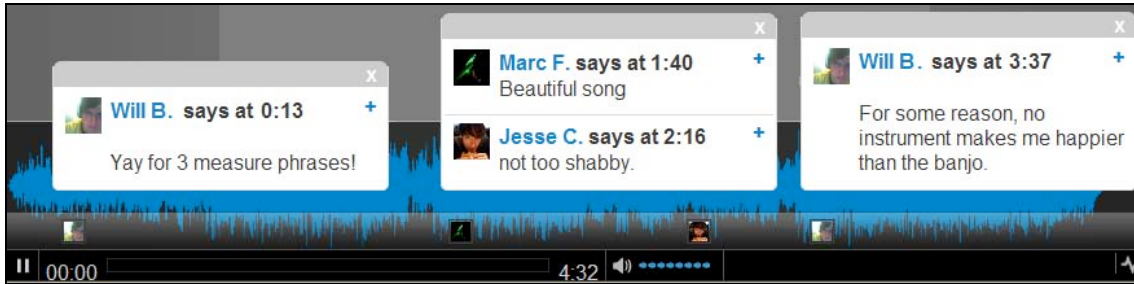 x
Will B. says at 0:13 +
Yay for 3 measure phrases!
x
Marc F. says at 1:40 +
Beautiful song
Jesse C. says at 2:16 +
not too shabby.
x
Will B. says at 3:37 +
For some reason, no
instrument makes me happier
than the banjo.
00:00 4:32